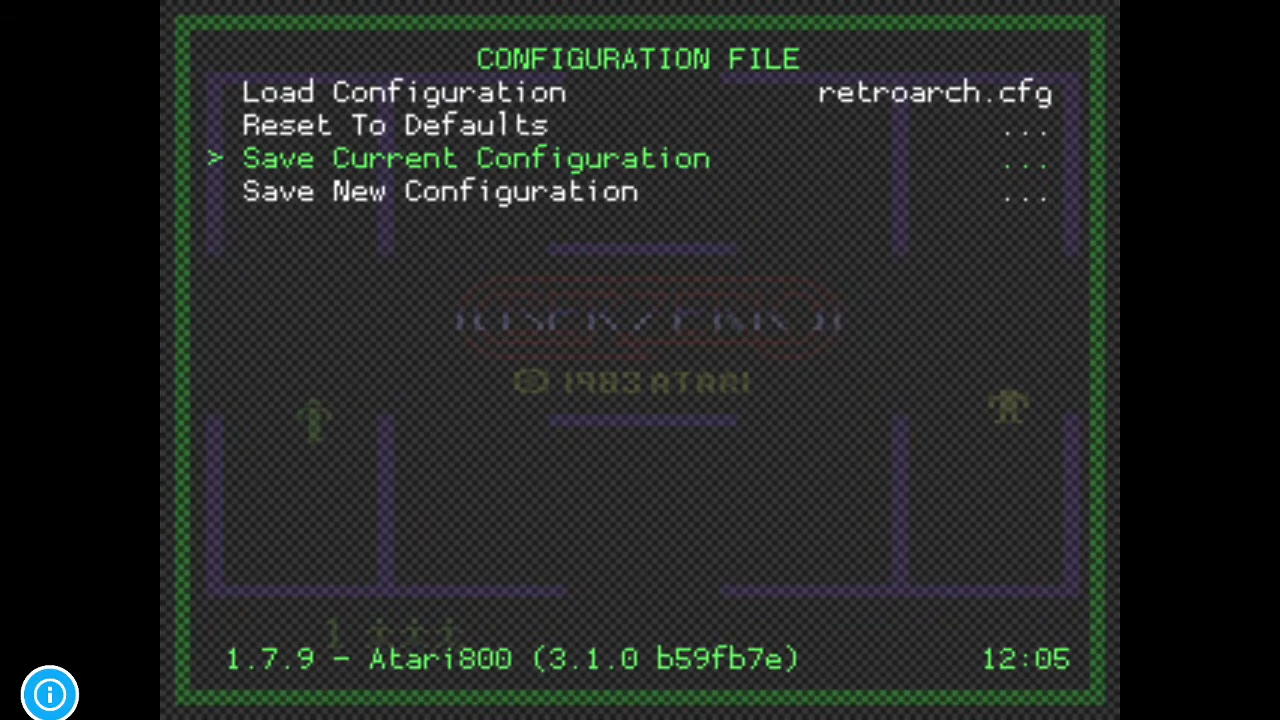 CONFIGURATION FILE
Load Configuration retroarch.cfg
Reset To Defaults ...
> Save Current Configuration ...
Save New Configuration ...
© 1983 ATARI
1.7.9 - Atari800 (3.1.0 b59fb7e) 12:05